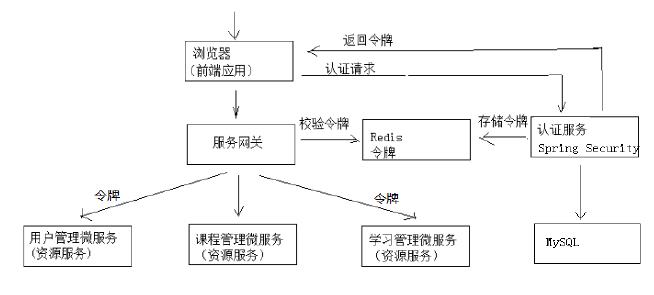 返回令牌
浏览器
(前端应用)
认证请求
校验令牌
存储令牌
服务网关
Redis
令牌
认证服务
Spring Security
令牌
令牌
用户管理微服务
(资源服务)
课程管理微服务
(资源服务)
学习管理微服务
(资源服务)
MySQL